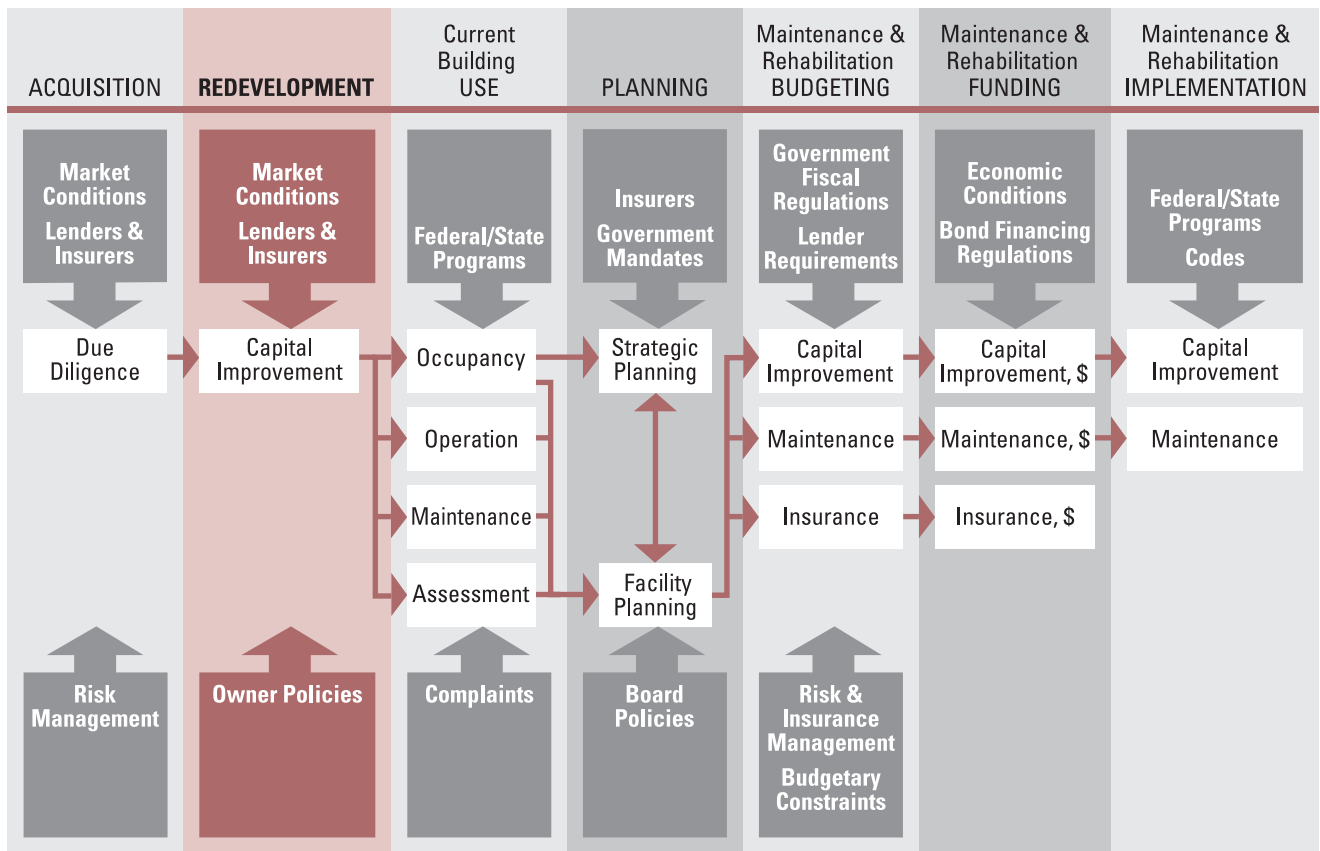 ACQUISITION
REDEVELOPMENT
Current
Building
USE
PLANNING
Maintenance &
Rehabilitation
BUDGETING
Maintenance &
Rehabilitation
FUNDING
Maintenance &
Rehabilitation
IMPLEMENTATION
Market
Conditions
Lenders &
Insurers
Market
Conditions
Lenders &
Insurers
Federal/State
Programs
Insurers
Government
Mandates
Government
Fiscal
Regulations
Lender
Requirements
Economic
Conditions
Bond Financing
Regulations
Federal/State
Programs
Codes
Due
Diligence
Capital
Improvement
Occupancy
Strategic
Planning
Capital
Improvement
Capital
Improvement, $
Capital
Improvement
Operation
Maintenance
Maintenance, $
Maintenance
Maintenance
Insurance
Insurance, $
Assessment
Facility
Planning
Risk
Management
Owner Policies
Complaints
Board
Policies
Risk &
Insurance
Management
Budgetary
Constraints